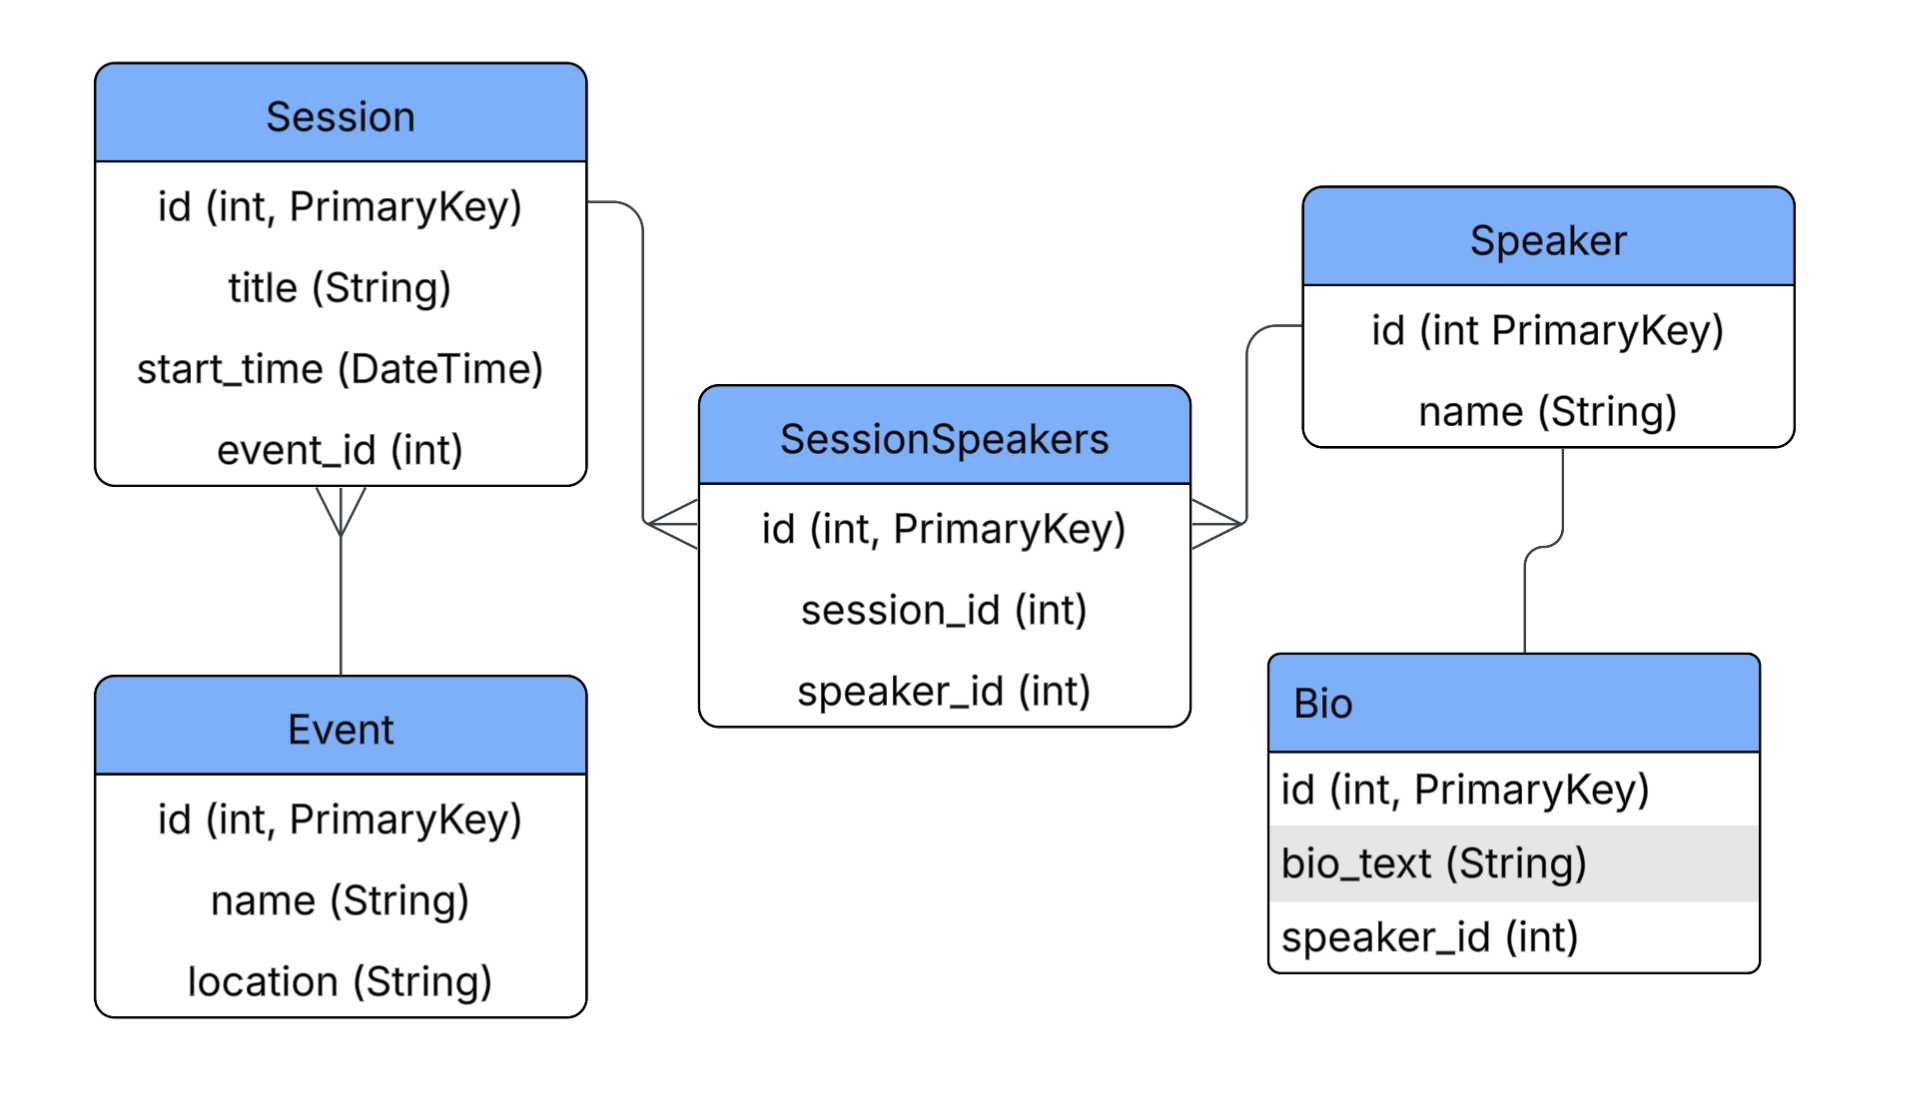 Session
id (int, PrimaryKey)
title (String)
start_time (DateTime)
event_id (int)
Event
id (int, PrimaryKey)
name (String)
location (String)
SessionSpeakers
id (int, PrimaryKey)
session_id (int)
speaker_id (int)
Speaker
id (int PrimaryKey)
name (String)
Bio
id (int, PrimaryKey)
bio_text (String)
speaker_id (int)